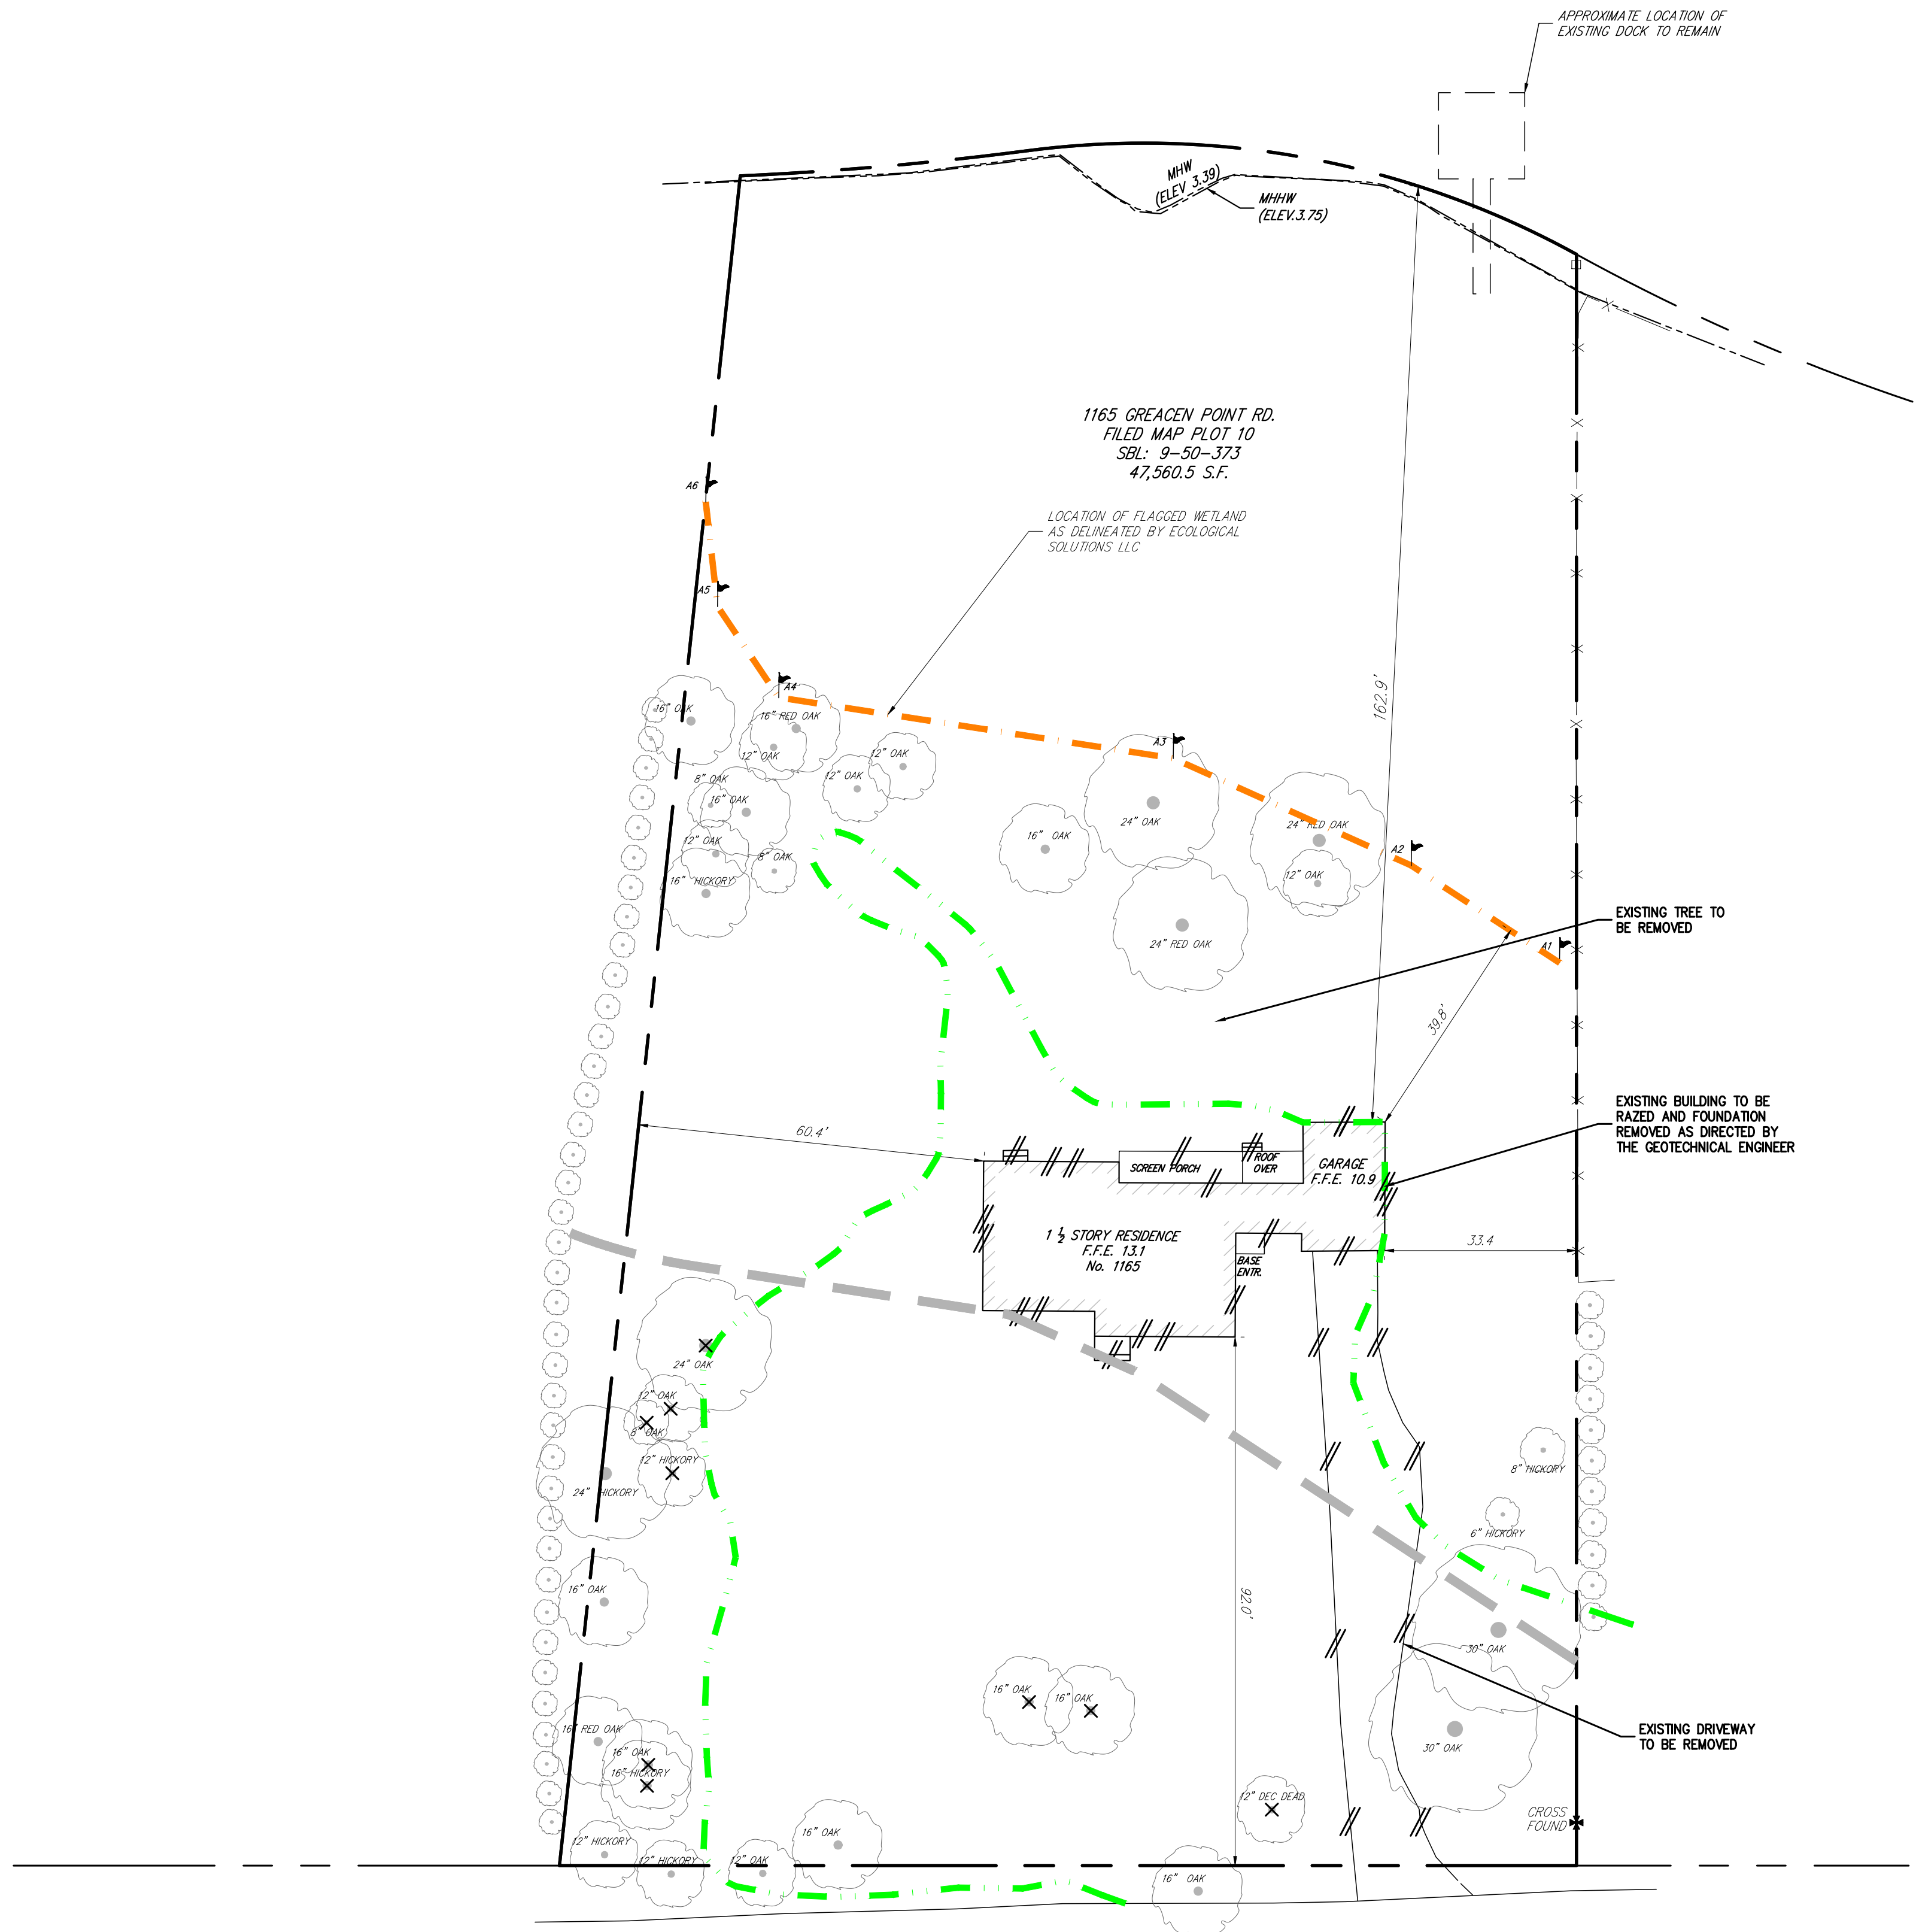 APPROXIMATE LOCATION OF
EXISTING DOCK TO REMAIN
MHW
(ELEV 3.39)
MHHW
(ELEV.3.75)
1165 GREACEN POINT RD.
FILED MAP PLOT 10
SBL: 9-50-373
47,560.5 S.F.
A6
LOCATION OF FLAGGED WETLAND
AS DELINEATED BY ECOLOGICAL
SOLUTIONS LLC
A5
A4
162.9'
16" OAK
16" RED OAK
12" OAK
12" OAK
12" OAK
A3
8" OAK
16" OAK
24" OAK
24" RED OAK
16" OAK
12" OAK
8" OAK
A2
16" HICKORY
12" OAK
24" RED OAK
A1
EXISTING TREE TO
BE REMOVED
39.8'
60.4'
EXISTING BUILDING TO BE
RAZED AND FOUNDATION
REMOVED AS DIRECTED BY
THE GEOTECHNICAL ENGINEER
SCREEN PORCH
ROOF
OVER
GARAGE
F.F.E. 10.9
1 ½ STORY RESIDENCE
F.F.E. 13.1
No. 1165
BASE
ENTR.
33.4
24" OAK
12" OAK
8" OAK
12" HICKORY
24" HICKORY
8" HICKORY
6" HICKORY
16" OAK
92.0'
30" OAK
16" OAK
16" OAK
16" RED OAK
16" OAK
16" HICKORY
30" OAK
EXISTING DRIVEWAY
TO BE REMOVED
12" DEC DEAD
CROSS
FOUND
12" HICKORY
12" HICKORY
12" OAK
16" OAK
16" OAK